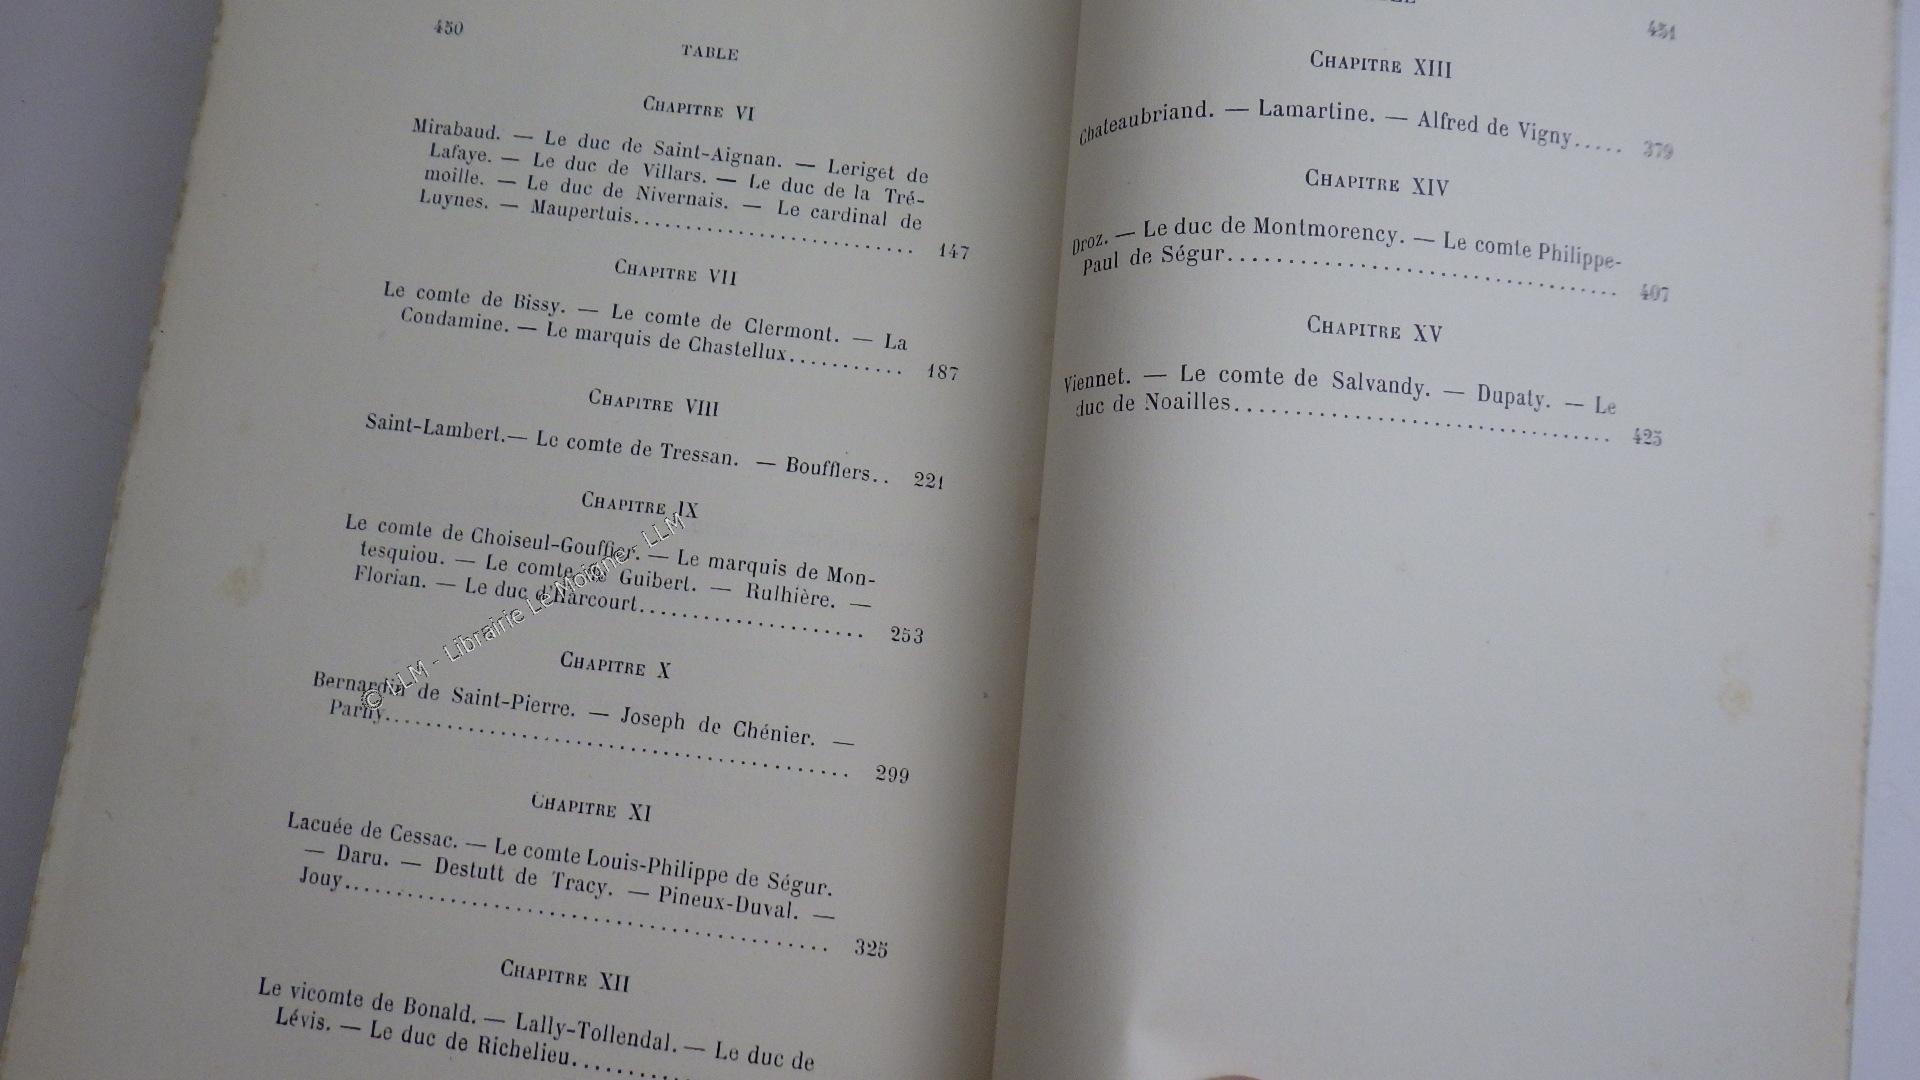 450
TABLE
CHAPITRE VI
Mirabaud. — Le duc de Saint-Aignan. — Leriget de
Lafaye. — Le duc de Villars. — Le duc de la Tré-
moille. — Le duc de Nivernais. — Le cardinal de
Luynes. — Maupertuis.......................... 147
CHAPITRE VII
Le comte de Bissy. — Le comte de Clermont. — La
Condamine. — Le marquis de Chastellux.......... 187
CHAPITRE VIII
Saint-Lambert.— Le comte de Tressan. — Boufflers.. 221
CHAPITRE IX
Le comte de Choiseul-Gouffier. — Le marquis de Mon-
tesquiou. — Le comte de Guibert. — Rulhière. —
Florian. — Le duc d'Harcourt..................... 253
CHAPITRE X
Bernardin de Saint-Pierre. — Joseph de Chénier. —
Parny.......................................... 299
CHAPITRE XI
Lacuée de Cessac. — Le comte Louis-Philippe de Ségur.
— Daru. — Destutt de Tracy. — Pineux-Duval. —
Jouy............................................ 325
CHAPITRE XII
Le vicomte de Bonald. — Lally-Tollendal. — Le duc de
Lévis. — Le duc de Richelieu..........
© LLM - Librairie Le Moigne - LLM
451
CHAPITRE XIII
Chateaubriand. — Lamartine. — Alfred de Vigny..... 379
CHAPITRE XIV
Droz. — Le duc de Montmorency. — Le comte Philippe-
Paul de Ségur.................................. 407
CHAPITRE XV
Viennet. — Le comte de Salvandy. — Dupaty. — Le
duc de Noailles................................. 425